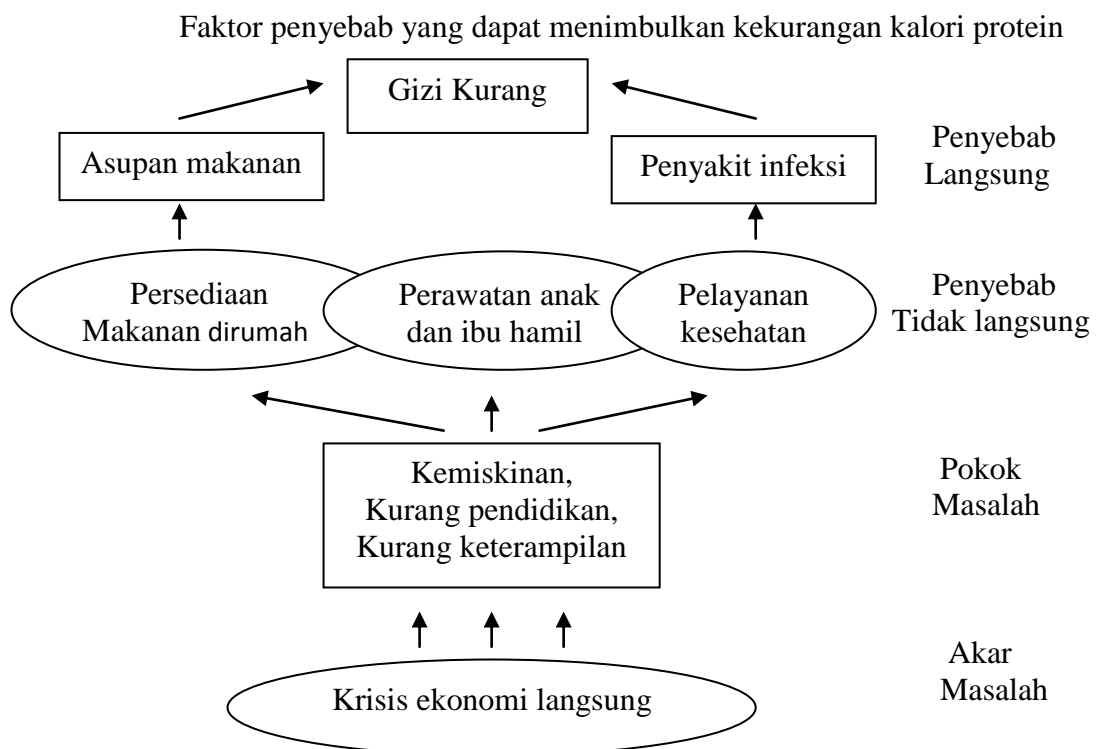 Faktor penyebab yang dapat menimbulkan kekurangan kalori protein
Gizi Kurang
Asupan makanan
Penyakit infeksi
Penyebab
Langsung
Persediaan
Makanan dirumah
Perawatan anak
dan ibu hamil
Pelayanan
kesehatan
Penyebab
Tidak langsung
Kemiskinan,
Kurang pendidikan,
Kurang keterampilan
Pokok
Masalah
Krisis ekonomi langsung
Akar
Masalah